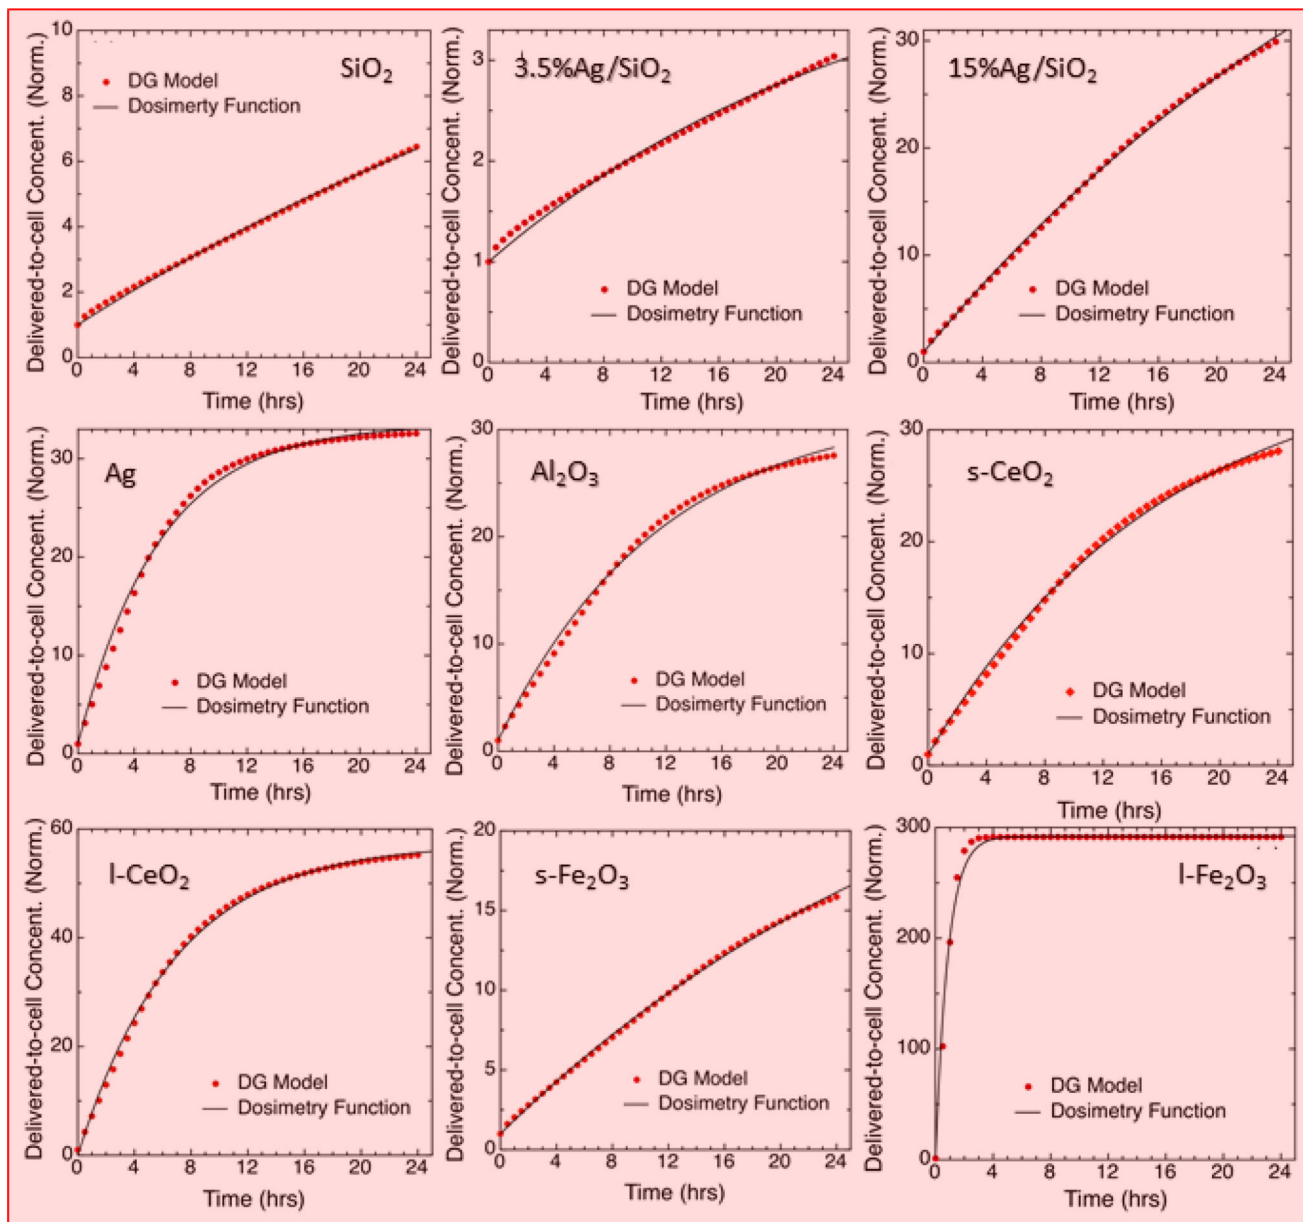 Delivered-to-cell Concent. (Norm.)
10
8
6
4
2
0
SiO2
DG Model
Dosimerty Function
0 4 8 12 16 20 24
Time (hrs)
Delivered-to-cell Concent. (Norm.)
3
2
1
0
3.5%Ag/SiO2
DG Model
Dosimetry Function
0 4 8 12 16 20 24
Time (hrs)
Delivered-to-cell Concent. (Norm.)
30
20
10
0
15%Ag/SiO2
DG Model
Dosimetry Function
0 4 8 12 16 20 24
Time (hrs)
Delivered-to-cell Concent. (Norm.)
30
20
10
0
Ag
DG Model
Dosimetry Function
0 4 8 12 16 20 24
Time (hrs)
Delivered-to-cell Concent. (Norm.)
30
20
10
0
Al2O3
DG Model
Dosimerty Function
0 4 8 12 16 20 24
Time (hrs)
Delivered-to-cell Concent. (Norm.)
30
20
10
0
s-CeO2
DG Model
Dosimetry Function
0 4 8 12 16 20 24
Time (hrs)
Delivered-to-cell Concent. (Norm.)
60
40
20
0
l-CeO2
DG Model
Dosimetry Function
0 4 8 12 16 20 24
Time (hrs)
Delivered-to-cell Concent. (Norm.)
20
15
10
5
0
s-Fe2O3
DG Model
Dosimetry Function
0 4 8 12 16 20 24
Time (hrs)
Delivered-to-cell Concent. (Norm.)
300
200
100
0
l-Fe2O3
DG Model
Dosimetry Function
0 4 8 12 16 20 24
Time (hrs)